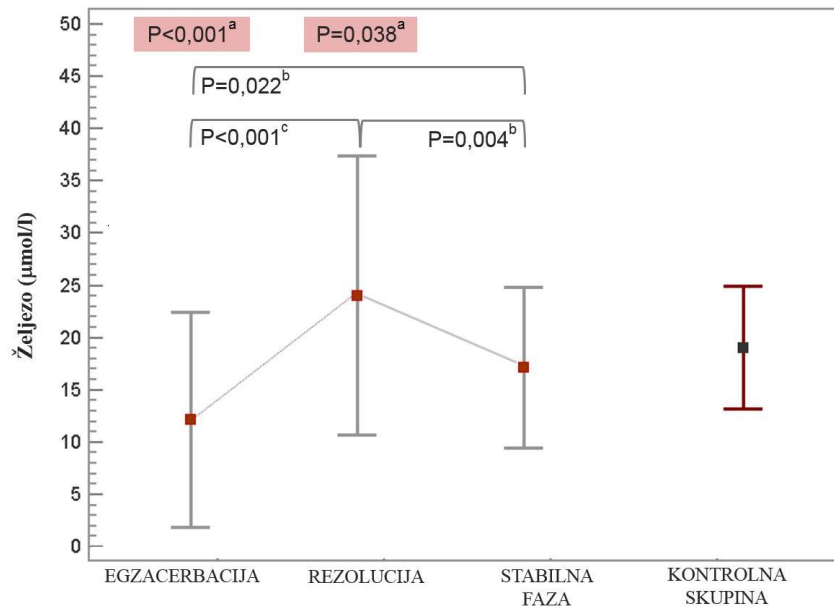 P<0,001a P=0,038a
P=0,022b
P<0,001c P=0,004b
Željezo (µmol/l)
50
45
40
35
30
25
20
15
10
5
0
EGZACERBACIJA REZOLUCIJA STABILNA FAZA KONTROLNA SKUPINA